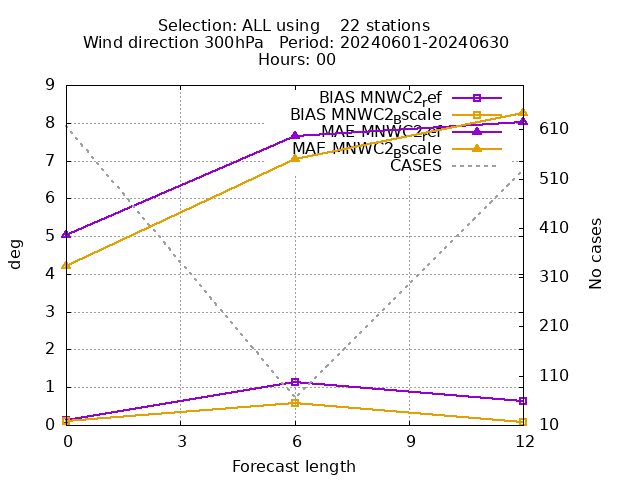 Selection: ALL using    22 stations
Wind direction 300hPa   Period: 20240601-20240630
Hours: 00
9
8
7
6
5
4
3
2
1
0
deg
BIAS MNWC2_ref
BIAS MNWC2_Bscale
MAE MNWC2_ref
MAE MNWC2_Bscale
CASES
610
510
410
310
210
110
10
No cases
0 3 6 9 12
Forecast length